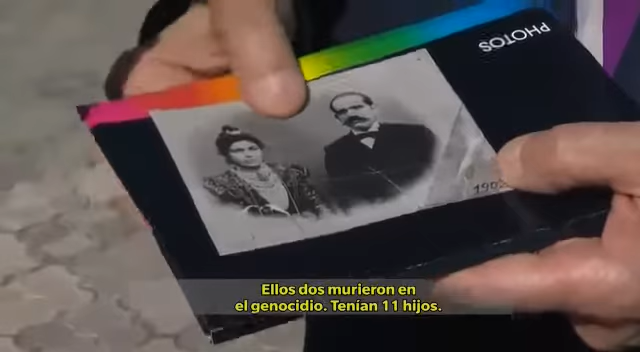 PHOTOS
Ellos dos murieron en
el genocidio. Tenían 11 hijos.